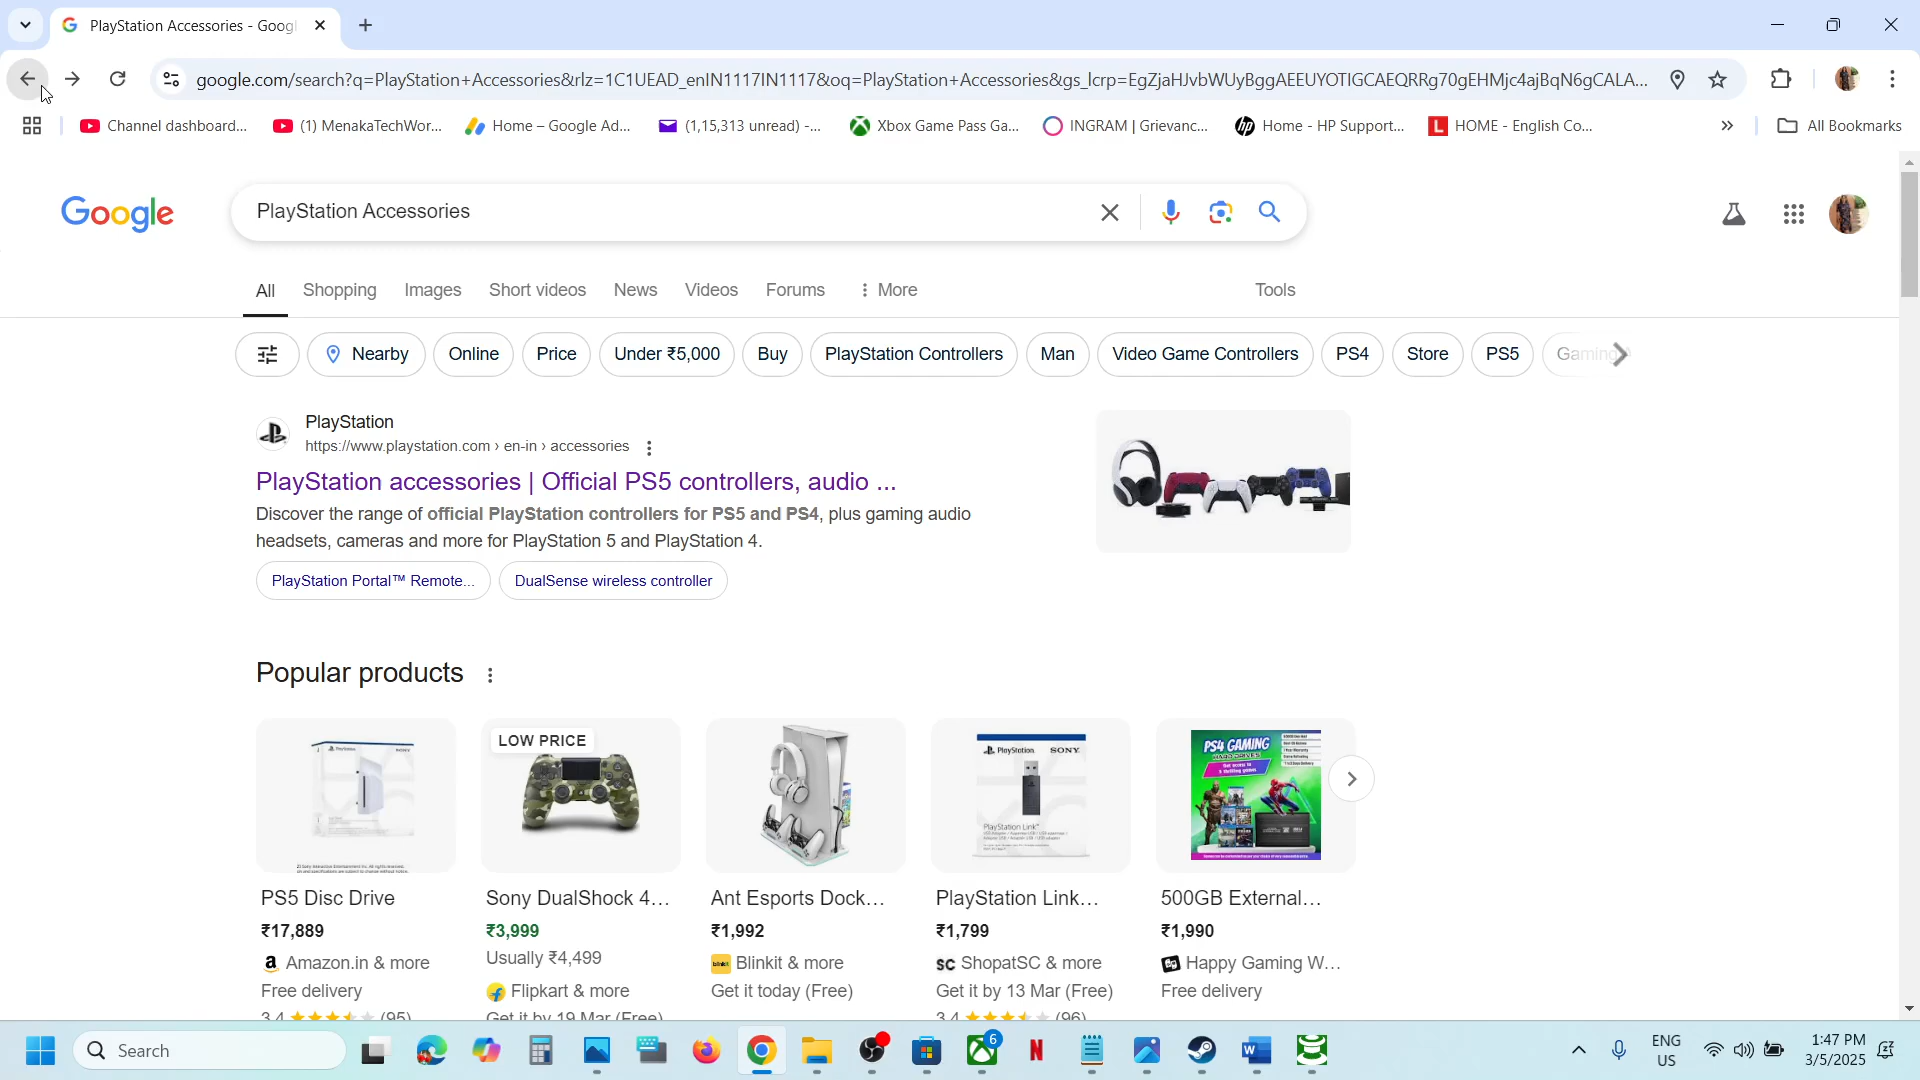 PlayStation Accessories - Goog
google.com/search?q=PlayStation+Accessories&rlz=1C1UEAD_enIN1117IN1117&oq=PlayStation+Accessories&gs_lcrp=EgZjaHJvbWUyBggAEEUYOTIGCAEQRRg70gEHMjc4ajBqN6gCALA...
Channel dashboard...
(1) MenakaTechWor...
Home – Google Ad...
(1,15,313 unread) -...
Xbox Game Pass Ga...
INGRAM | Grievanc...
Home - HP Support...
HOME - English Co...
All Bookmarks
Google
PlayStation Accessories
All
Shopping
Images
Short videos
News
Videos
Forums
More
Tools
Nearby
Online
Price
Under ₹5,000
Buy
PlayStation Controllers
Man
Video Game Controllers
PS4
Store
PS5
Gaming
PlayStation
https://www.playstation.com › en-in › accessories
PlayStation accessories | Official PS5 controllers, audio ...
Discover the range of official PlayStation controllers for PS5 and PS4, plus gaming audio
headsets, cameras and more for PlayStation 5 and PlayStation 4.
PlayStation Portal™ Remote...
DualSense wireless controller
Popular products
LOW PRICE
PlayStation
SONY
PlayStation Link™
PS4 GAMING
PS5 Disc Drive
₹17,889
Amazon.in & more
Free delivery
3.4 (95)
Sony DualShock 4...
₹3,999
Usually ₹4,499
Flipkart & more
Get it by 19 Mar (Free)
Ant Esports Dock...
₹1,992
Blinkit & more
Get it today (Free)
PlayStation Link...
₹1,799
SC ShopatSC & more
Get it by 13 Mar (Free)
3.4 (96)
500GB External...
₹1,990
Happy Gaming W...
Free delivery
Search
6
ENG
US
1:47 PM
3/5/2025